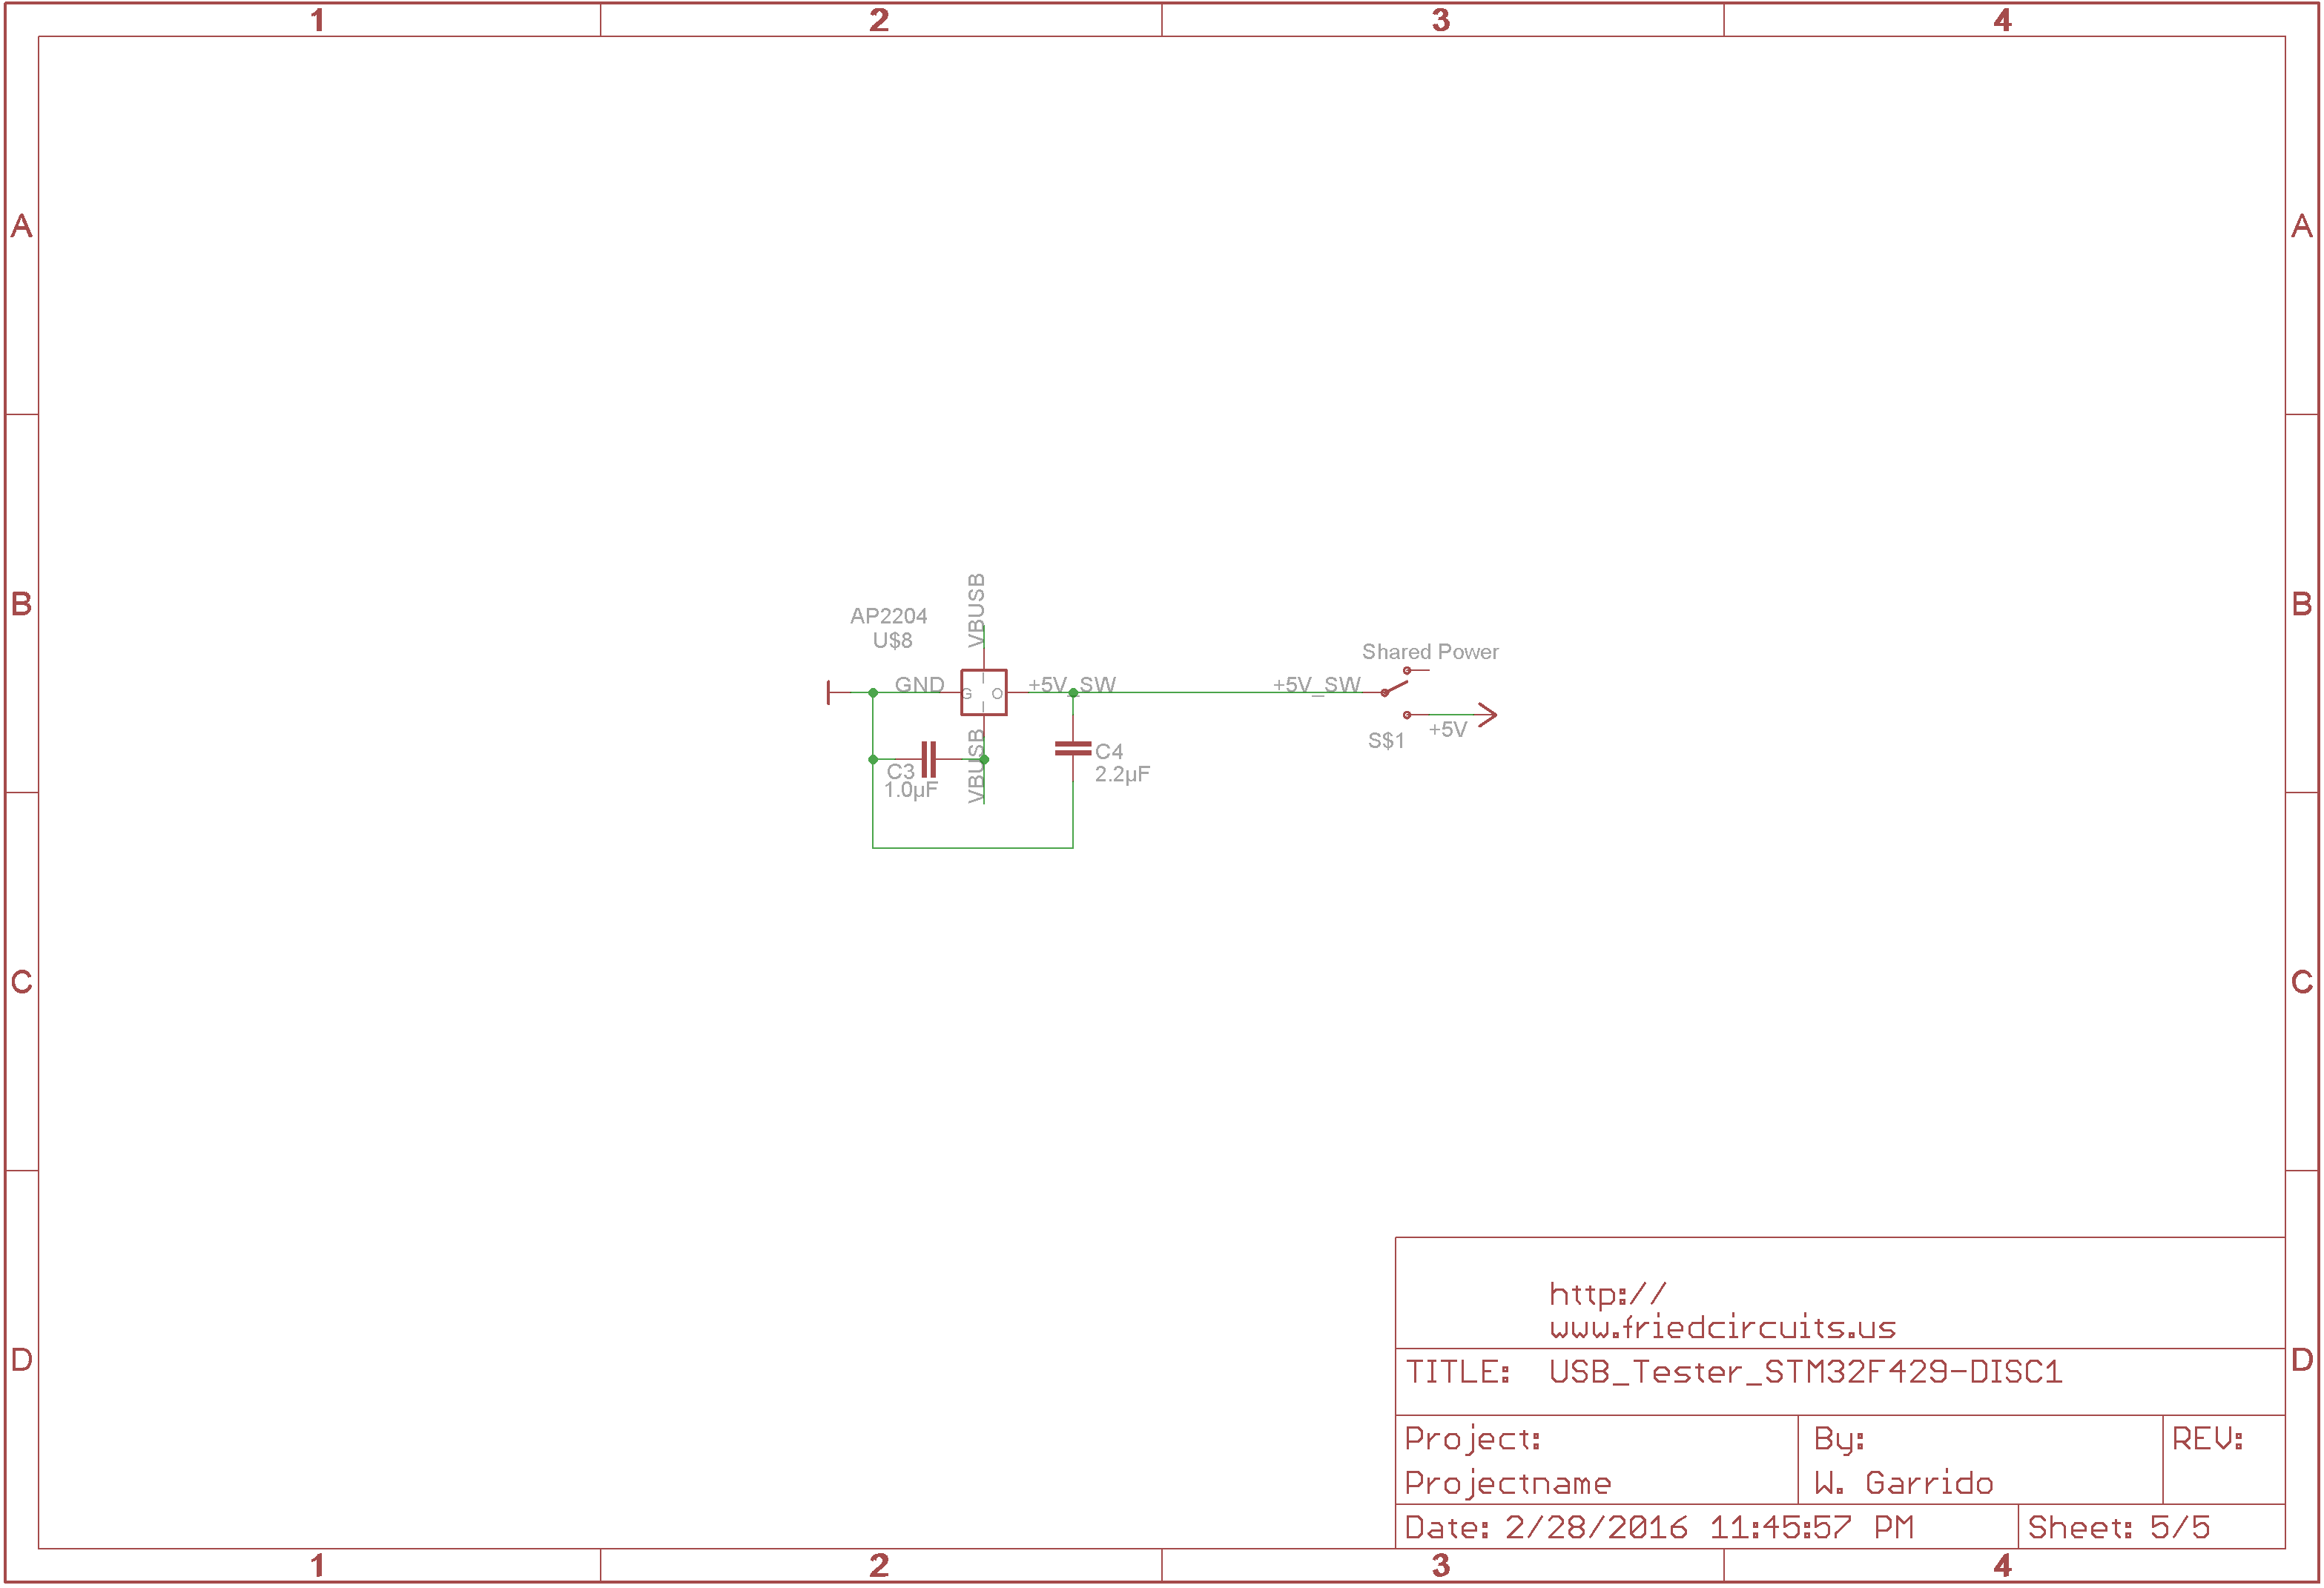 1 2 3 4
A A
VBUSB
AP2204
U$8
Shared Power
B B
GND G I O +5V_SW +5V_SW
I
+5V
S$1
VBUSB
C4
C3
2.2µF
1.0µF
C C
http://
www.friedcircuits.us
D D
TITLE: USB_Tester_STM32F429-DISC1
Project: By: REV:
Projectname W. Garrido
Date: 2/28/2016 11:45:57 PM Sheet: 5/5
1 2 3 4